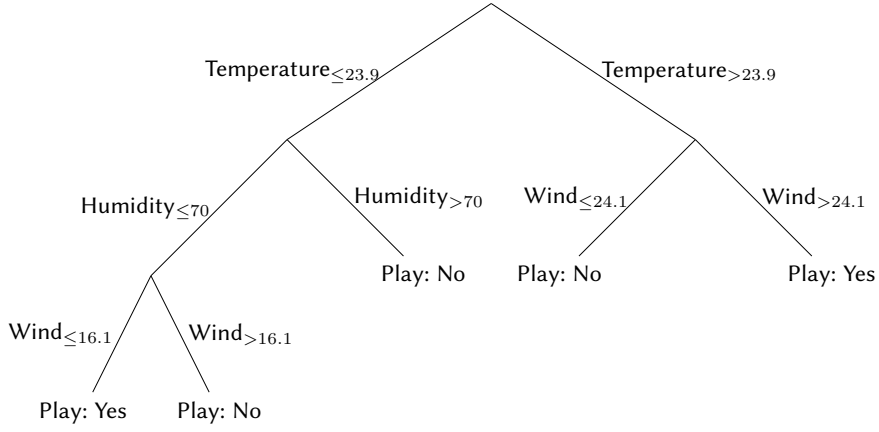 Temperature≤23.9
Temperature>23.9
Humidity≤70
Humidity>70
Wind≤24.1
Wind>24.1
Play: No
Play: No
Play: Yes
Wind≤16.1
Wind>16.1
Play: Yes
Play: No